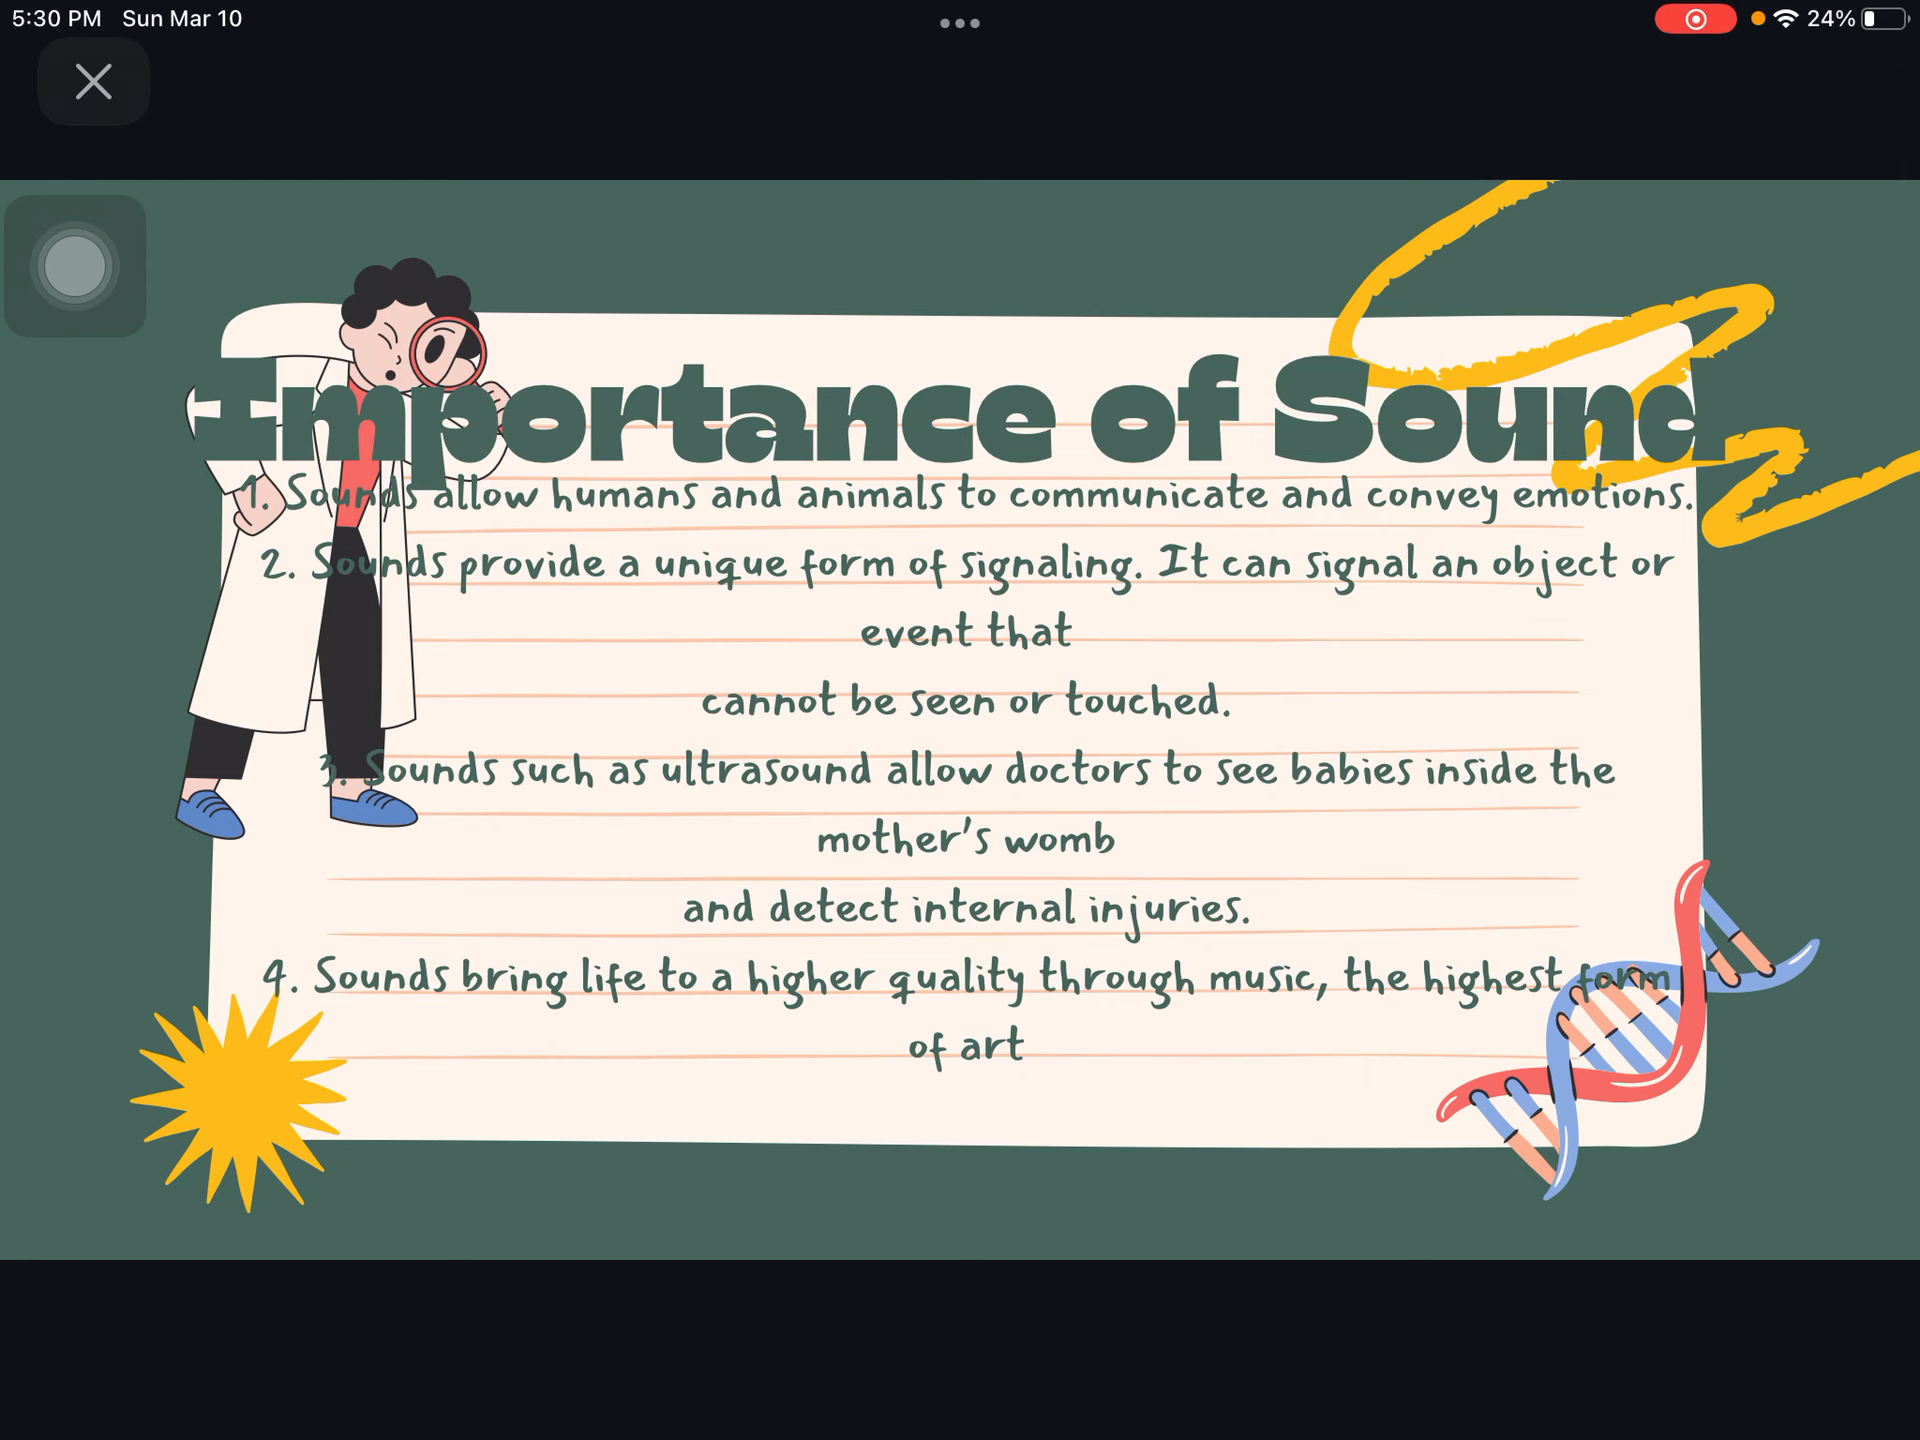 5:30 PM Sun Mar 10
24%
Importance of Sound
1. Sounds allow humans and animals to communicate and convey emotions.
2. Sounds provide a unique form of signaling. It can signal an object or
event that
cannot be seen or touched.
3. Sounds such as ultrasound allow doctors to see babies inside the
mother's womb
and detect internal injuries.
4. Sounds bring life to a higher quality through music, the highest form
of art